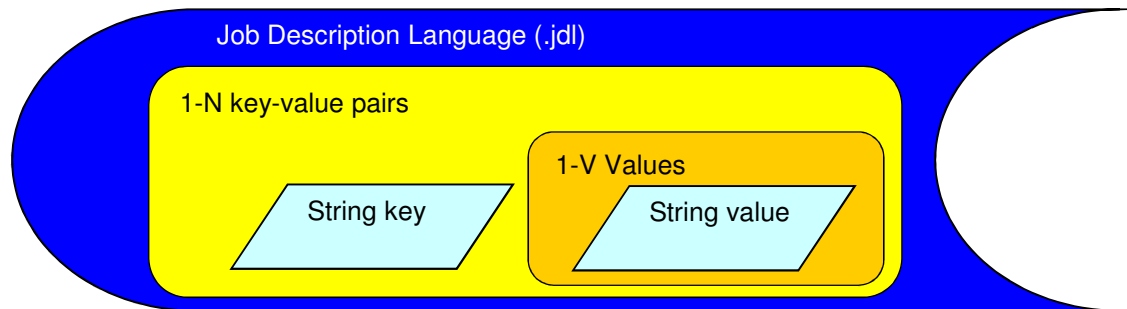 Job Description Language (.jdl)
1-N key-value pairs
1-V Values
String key
String value